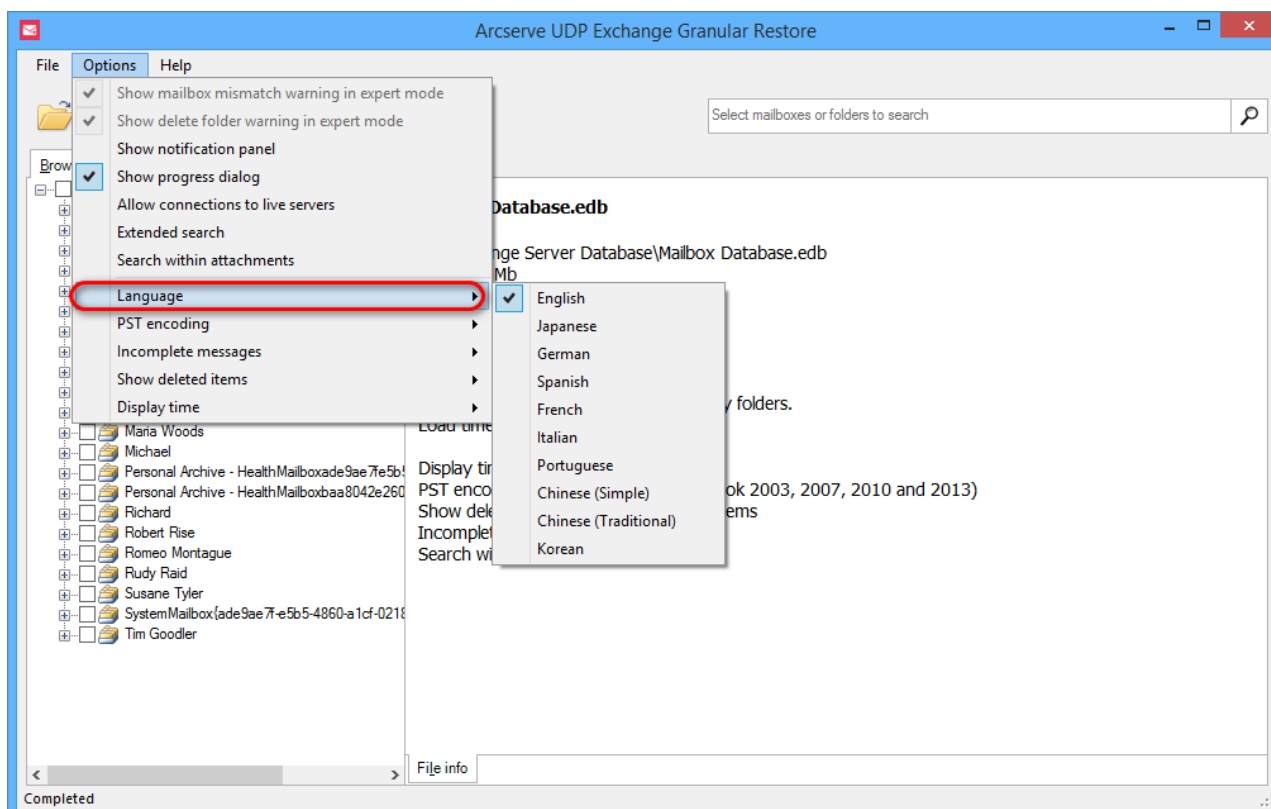 Arcserve UDP Exchange Granular Restore
File Options Help
Show mailbox mismatch warning in expert mode
Show delete folder warning in expert mode
Show notification panel
Show progress dialog
Allow connections to live servers
Extended search
Search within attachments
Language
PST encoding
Incomplete messages
Show deleted items
Display time
English
Japanese
German
Spanish
French
Italian
Portuguese
Chinese (Simple)
Chinese (Traditional)
Korean
Select mailboxes or folders to search
Brow
Maria Woods
Michael
Personal Archive - HealthMailboxade9ae7fe5b5
Personal Archive - HealthMailboxbaa8042e260
Richard
Robert Rise
Romeo Montague
Rudy Raid
Susane Tyler
SystemMailbox{ade9ae7f-e5b5-4860-a1cf-0218
Tim Goodler
Database.edb
nge Server Database\Mailbox Database.edb
Mb
y folders.
Load time
Display tir
PST enco ok 2003, 2007, 2010 and 2013)
Show dele ems
Incomplet
Search wi
File info
Completed